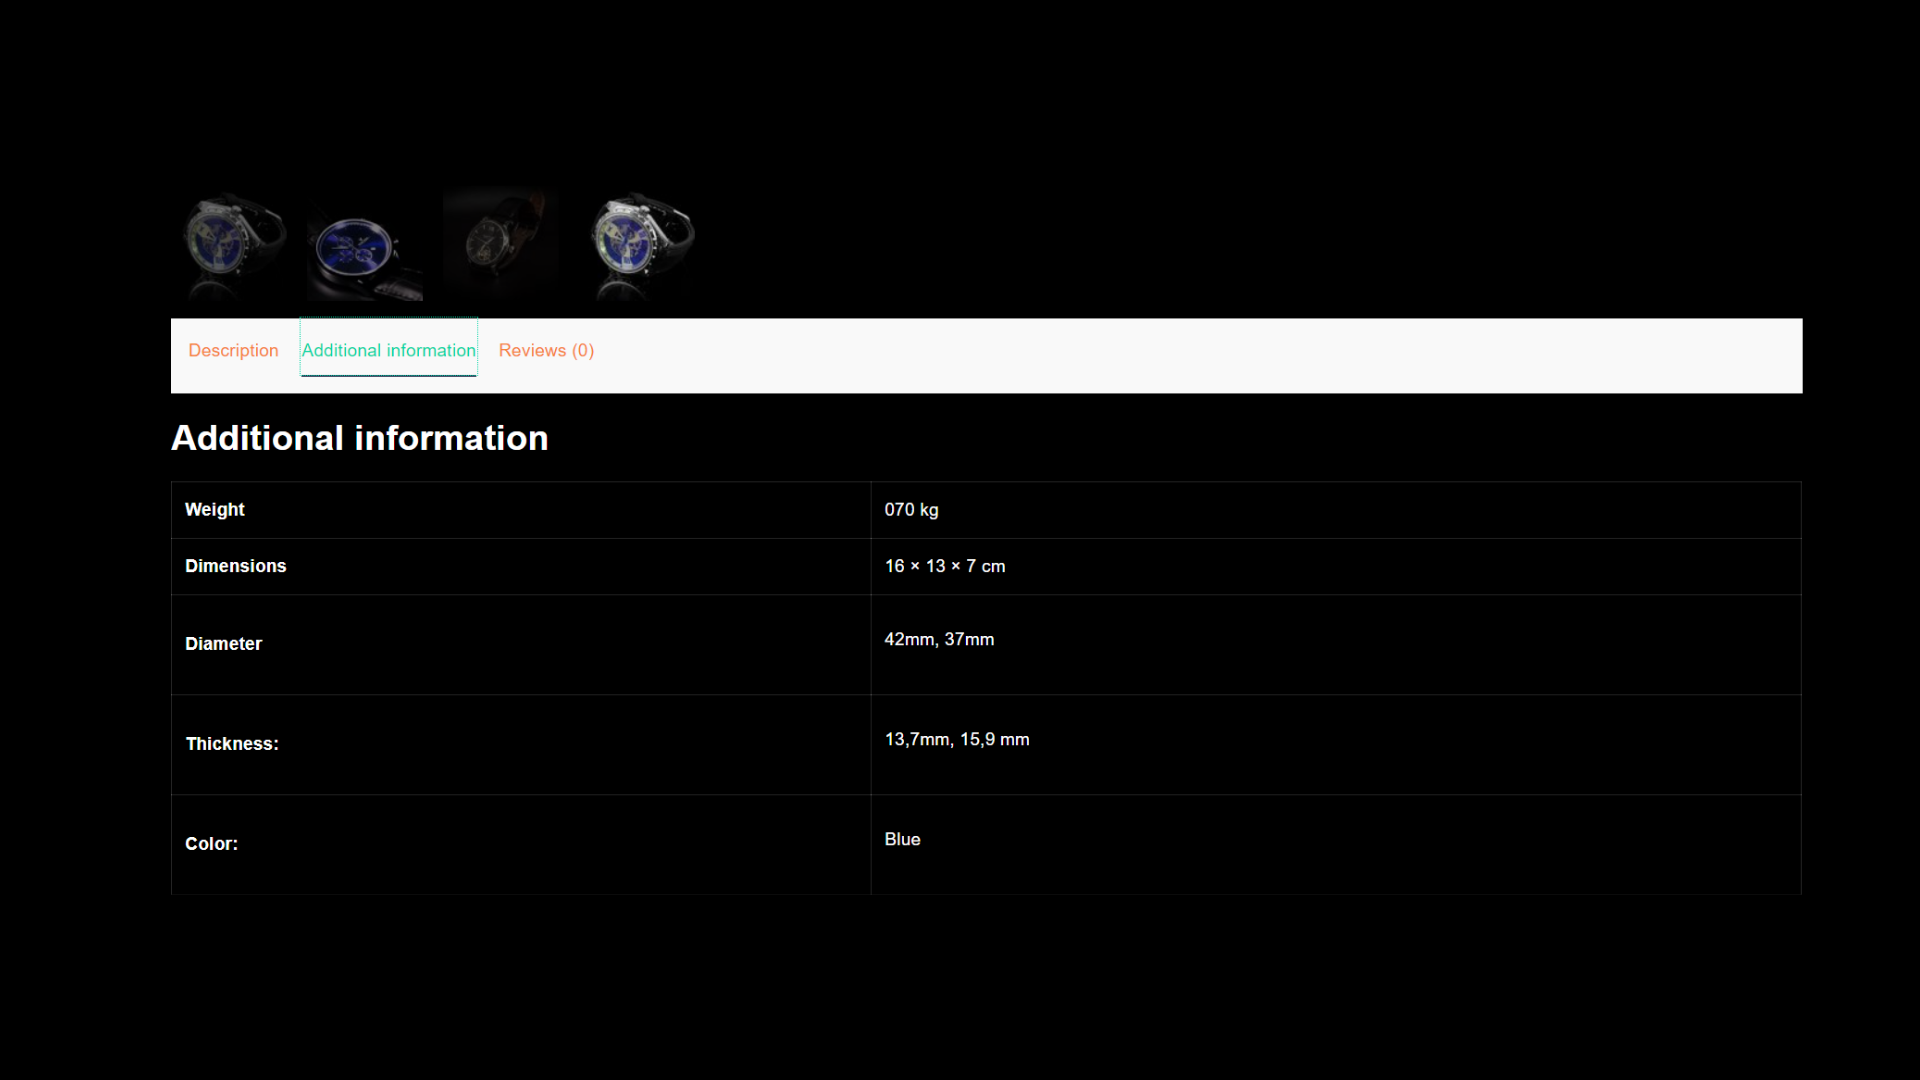 Description Additional information Reviews (0)
Additional information
Weight 070 kg
Dimensions 16 × 13 × 7 cm
Diameter 42mm, 37mm
Thickness: 13,7mm, 15,9 mm
Color: Blue